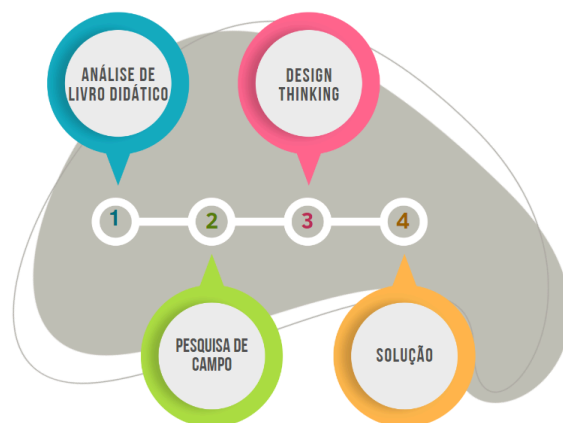 ANÁLISE DE
LIVRO DIDÁTICO
DESIGN
THINKING
1
2
3
4
PESQUISA DE
CAMPO
SOLUÇÃO